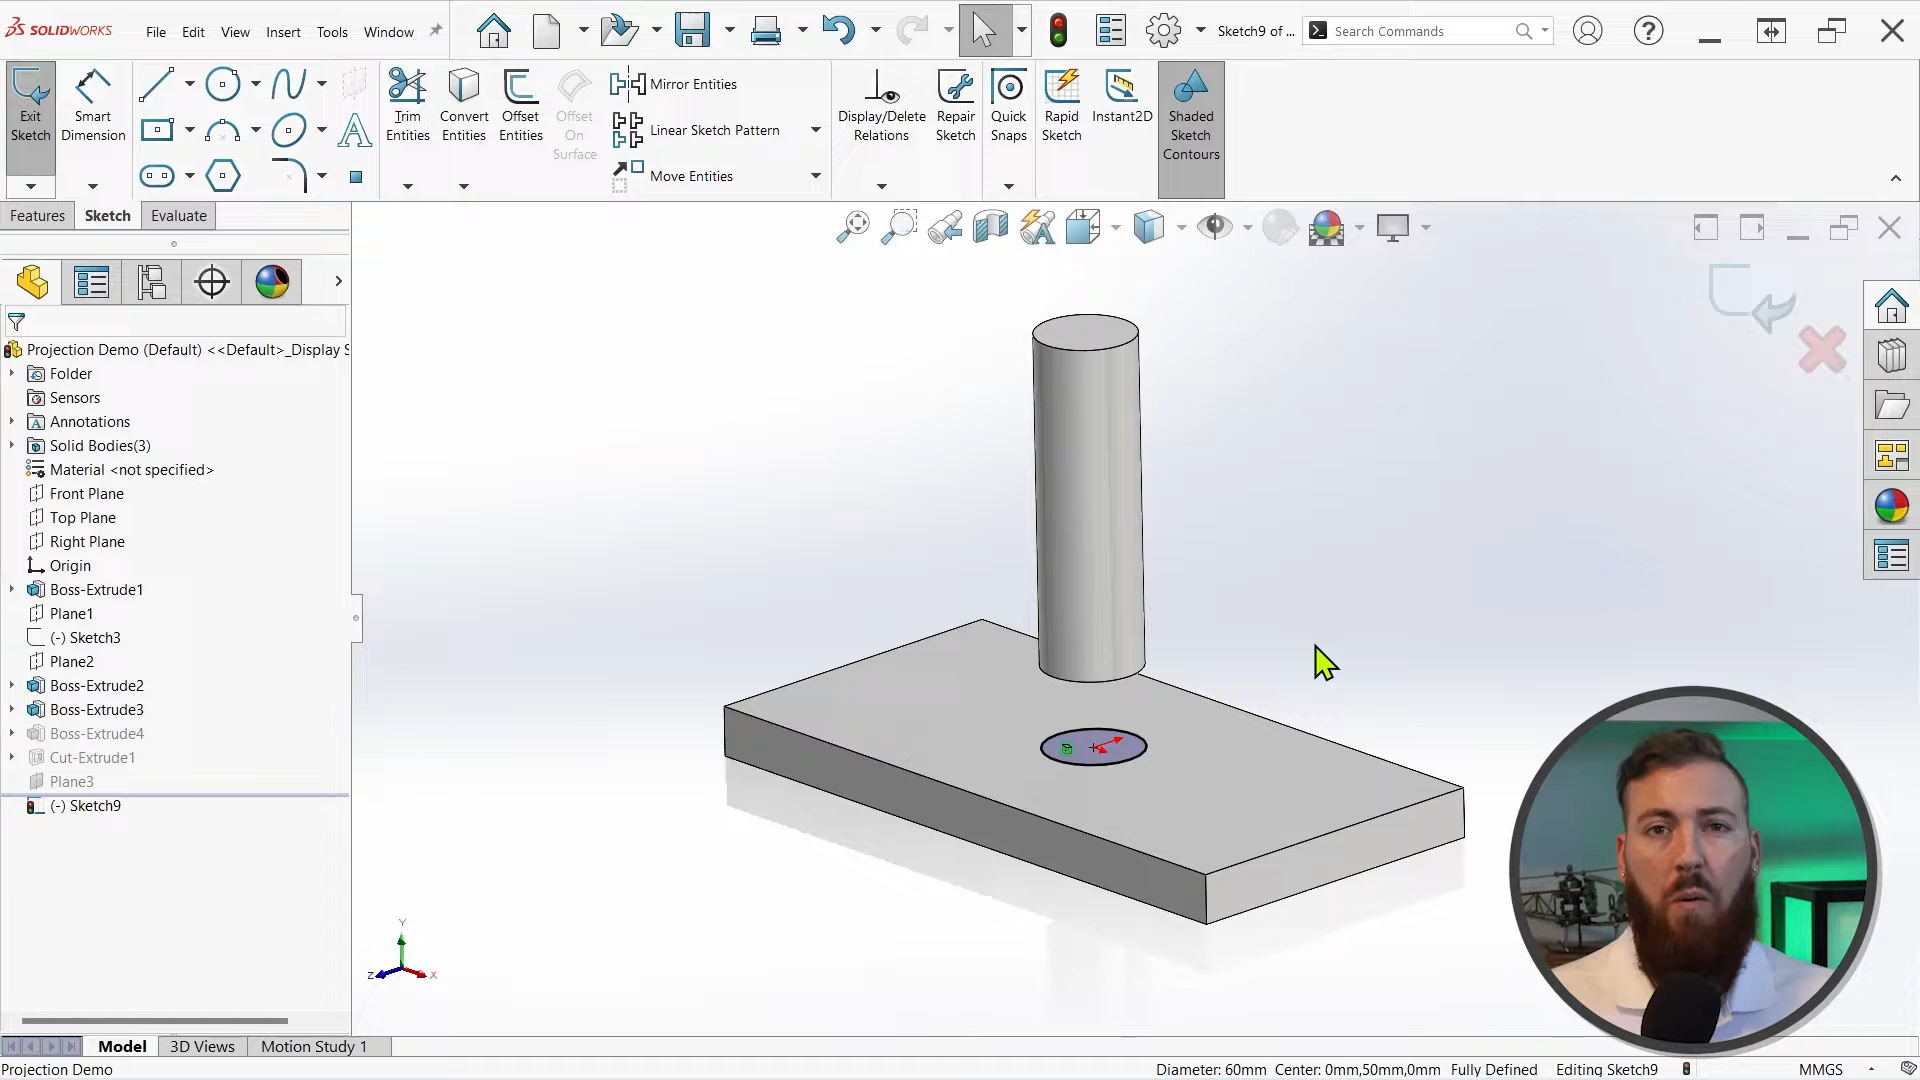 SOLIDWORKS
File Edit View Insert Tools Window
Sketch9 of ...
Search Commands
Exit Sketch
Smart Dimension
Trim Entities
Convert Entities
Offset Entities
Offset On Surface
Mirror Entities
Linear Sketch Pattern
Move Entities
Display/Delete Relations
Repair Sketch
Quick Snaps
Rapid Sketch
Instant2D
Shaded Sketch Contours
Features Sketch Evaluate
Projection Demo (Default) <<Default>_Display S
Folder
Sensors
Annotations
Solid Bodies(3)
Material <not specified>
Front Plane
Top Plane
Right Plane
Origin
Boss-Extrude1
Plane1
(-) Sketch3
Plane2
Boss-Extrude2
Boss-Extrude3
Boss-Extrude4
Cut-Extrude1
Plane3
(-) Sketch9
Y
Z X
Model 3D Views Motion Study 1
Projection Demo Diameter: 60mm Center: 0mm,50mm,0mm Fully Defined Editing Sketch9 MMGS